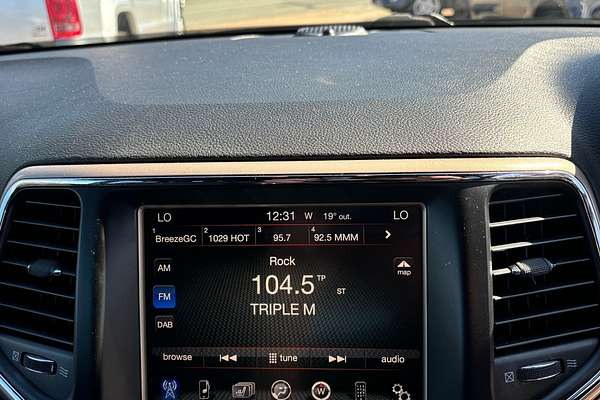 LO 12:31 W 19° out. LO
1 BreezeGC 2 1029 HOT 3 95.7 4 92.5 MMM
AM
Rock
map
FM
104.5 TP ST
TRIPLE M
DAB
browse tune audio
W